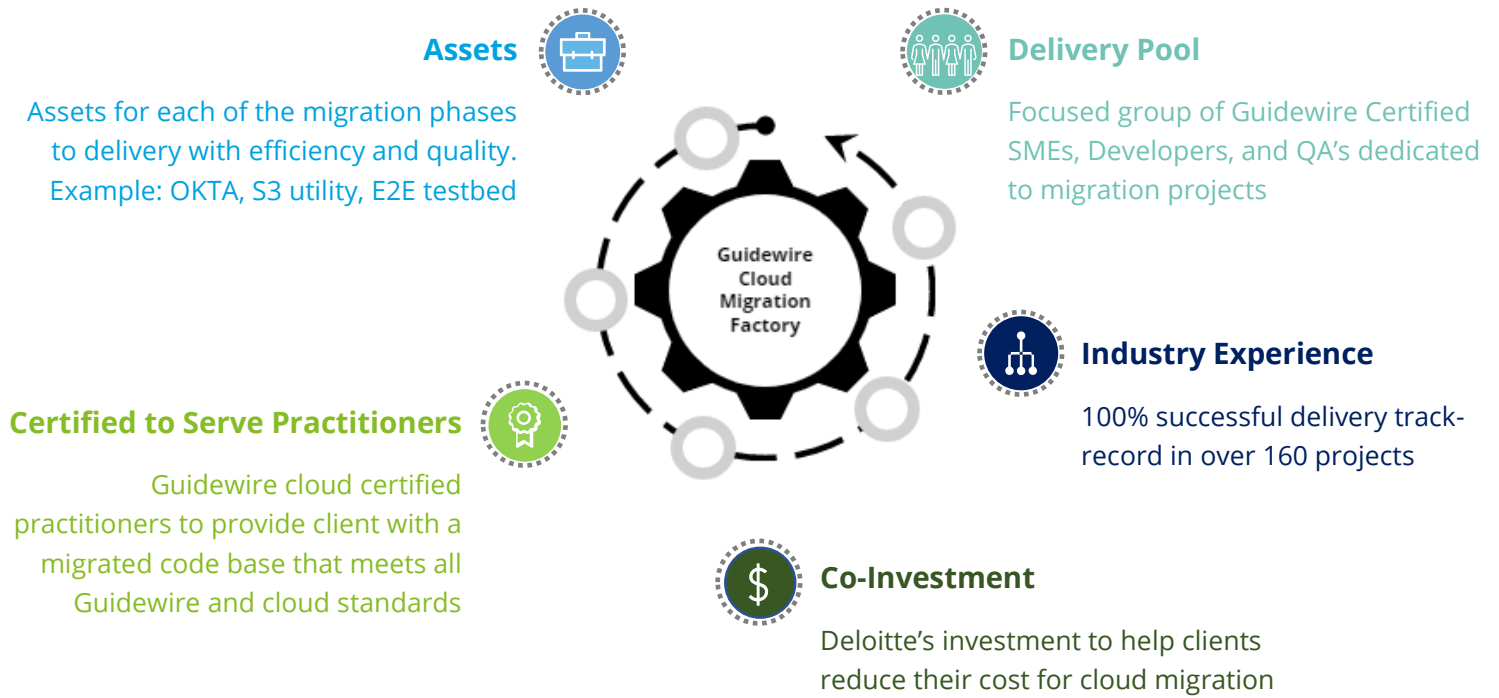 Assets
Assets for each of the migration phases
to delivery with efficiency and quality.
Example: OKTA, S3 utility, E2E testbed
Delivery Pool
Focused group of Guidewire Certified
SMEs, Developers, and QA’s dedicated
to migration projects
Guidewire
Cloud
Migration
Factory
Industry Experience
100% successful delivery track-
record in over 160 projects
Certified to Serve Practitioners
Guidewire cloud certified
practitioners to provide client with a
migrated code base that meets all
Guidewire and cloud standards
$
Co-Investment
Deloitte’s investment to help clients
reduce their cost for cloud migration